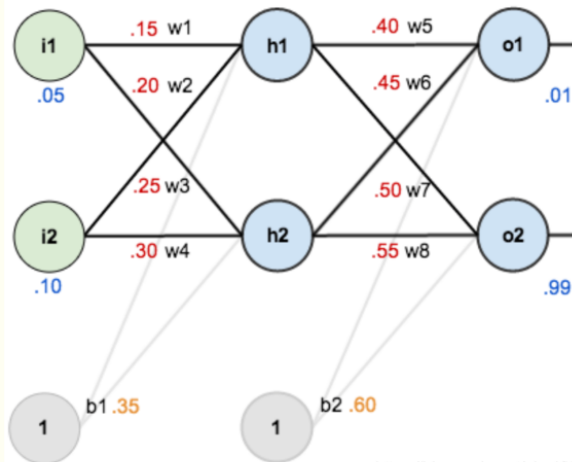 .15 w1
.40 w5
i1
h1
o1
.20 w2
.45 w6
.05
.01
.25 w3
.50 w7
i2
h2
o2
.30 w4
.55 w8
.10
.99
b1 .35
b2 .60
1
1